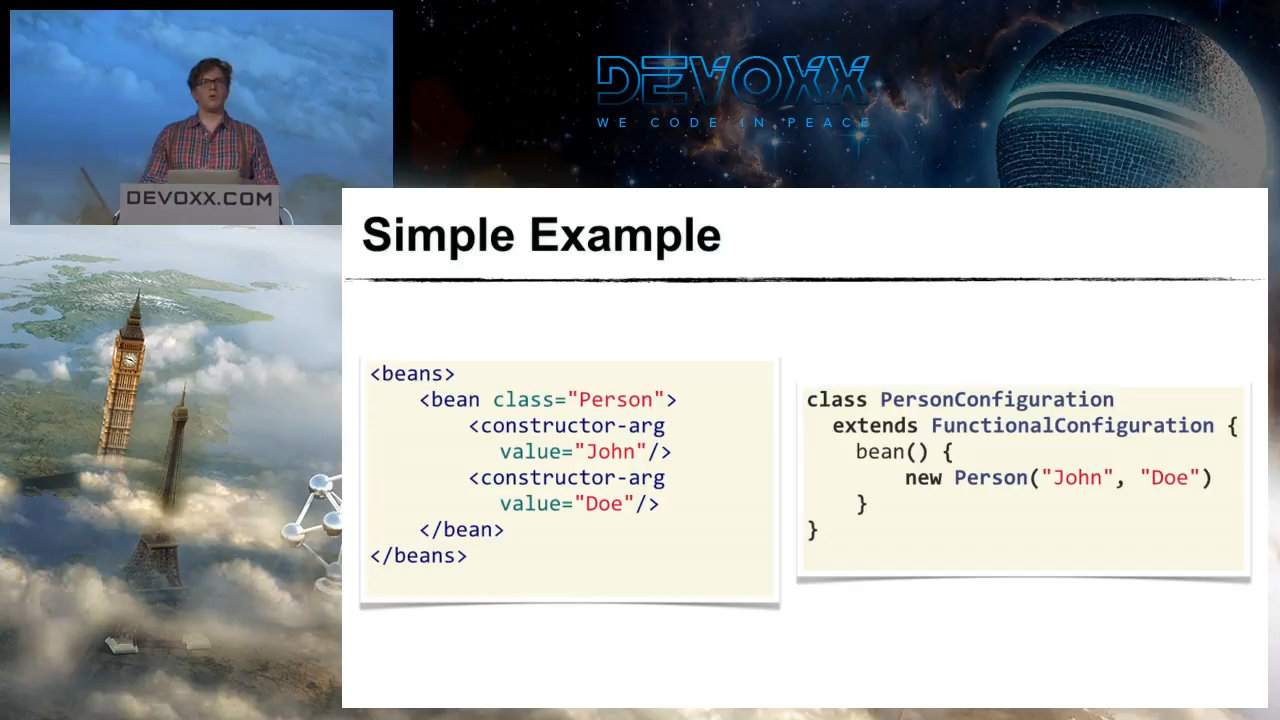 DEVOXX
WE CODE IN PEACE
DEVOXX.COM
Simple Example
<beans>
<bean class="Person">
<constructor-arg
value="John"/>
<constructor-arg
value="Doe"/>
</bean>
</beans>
class PersonConfiguration
extends FunctionalConfiguration {
bean() {
new Person("John", "Doe")
}
}